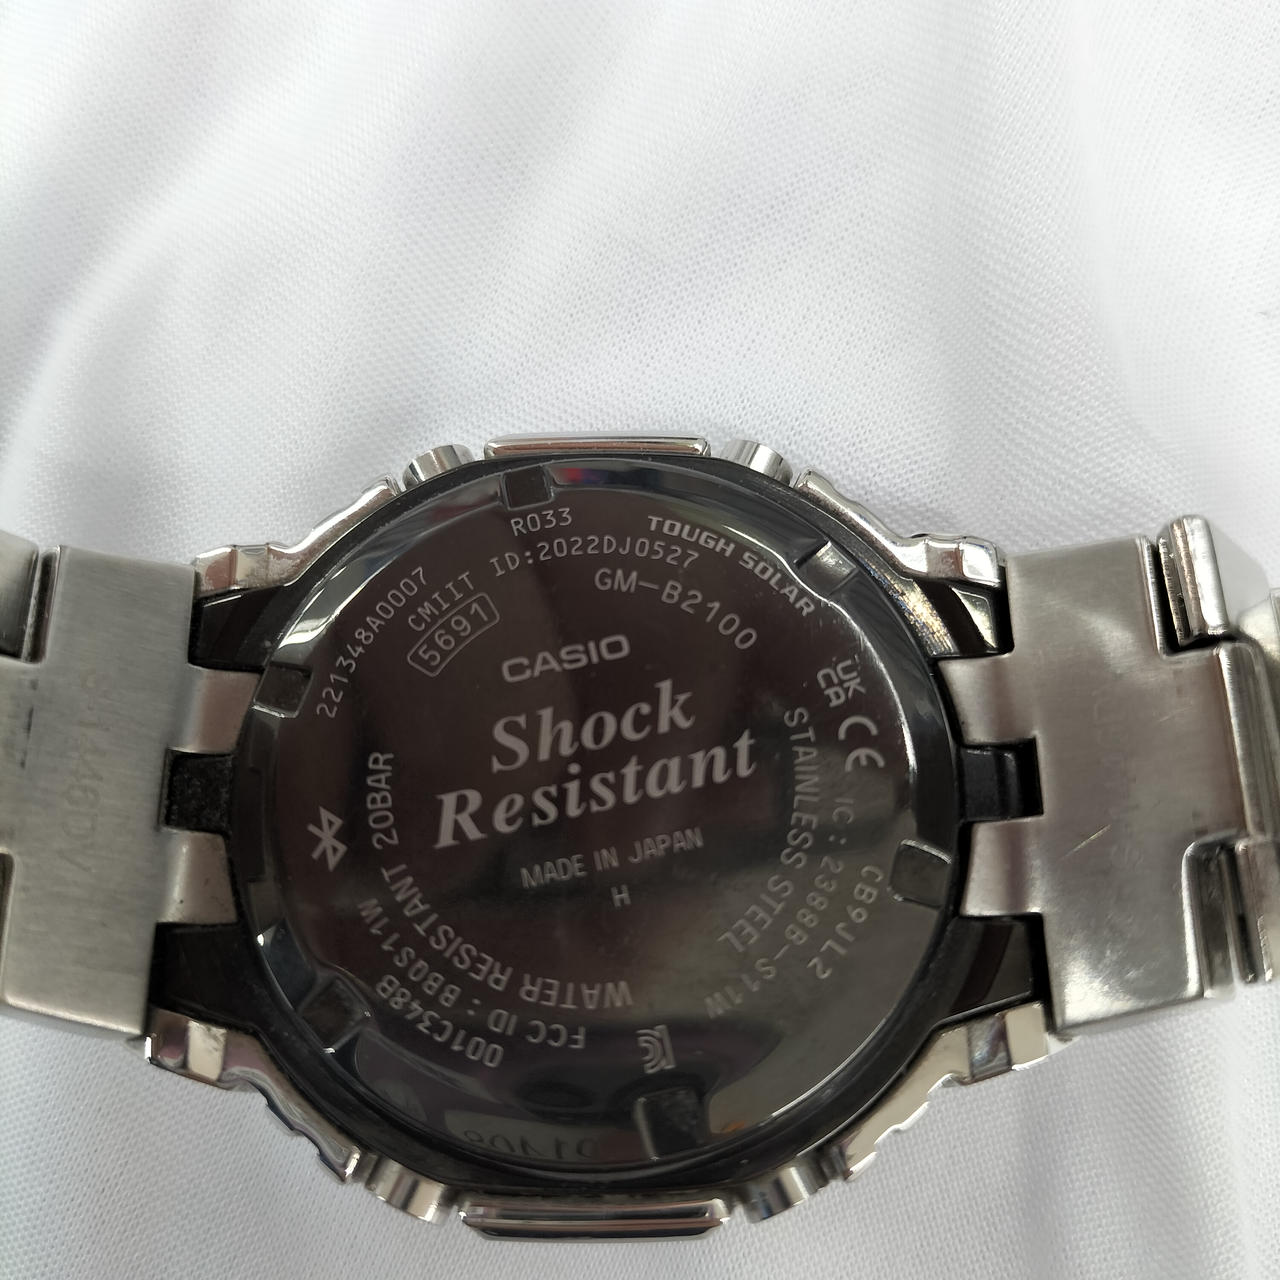 R033
TOUGH SOLAR
221348A0007
CMIIT ID:2022DJ0527
5691
GM-B2100
CASIO
Shock
Resistant
MADE IN JAPAN
H
UK
CA
CE
STAINLESS STEEL
WATER RESISTANT 20BAR
IC : 2388B-S11W
CB9JL2
FCC ID : BBQS11W
001C348B